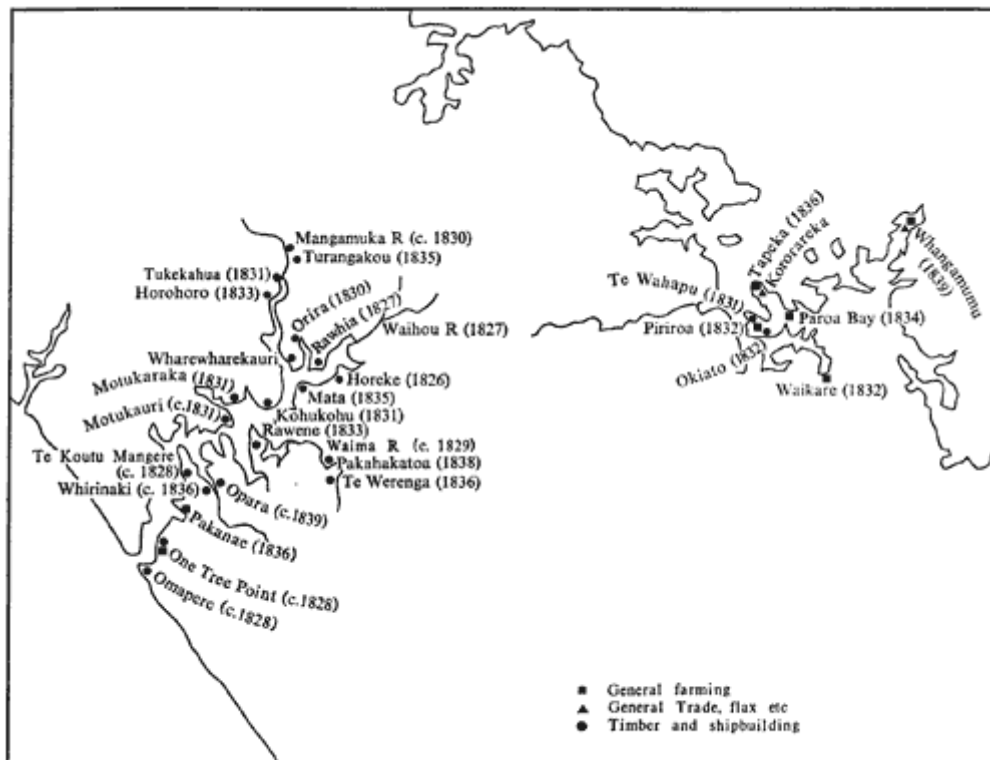 Mangamuka R (c. 1830)
Turangakou (1835)
Tukekahua (1831)
Horohoro (1833)
Orira (1830)
Rawhia (1827)
Waihou R (1827)
Wharewharekauri
Motukaraka (1831)
Horeke (1826)
Mata (1835)
Motukauri (c.1831)
Kohukohu (1831)
Rawene (1833)
Waima R (c. 1829)
Te Koutu Mangere
(c. 1828)
Pakahakatoa (1838)
Whirinaki (c. 1836)
Te Werenga (1836)
Opara (c.1839)
Pakanae (1836)
One Tree Point (c.1828)
Omapere (c.1828)
Tapeka (1836)
Kororareka
Whangamumu
(1839)
Te Wahapu (1831)
Piriroa (1832)
Paroa Bay (1834)
Okiato (1832)
Waikare (1832)
General farming
General Trade, flax etc
Timber and shipbuilding